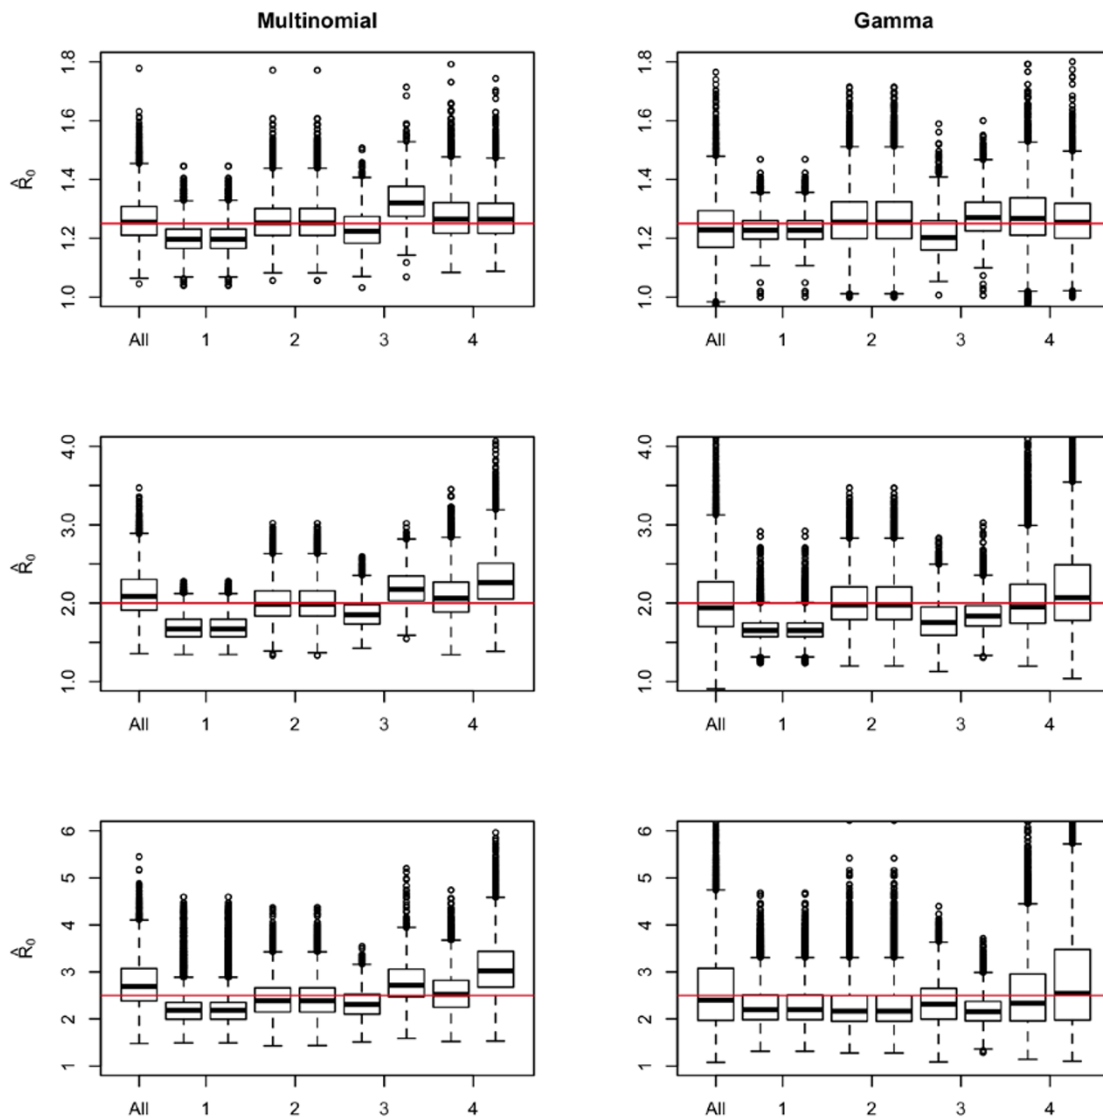 Multinomial Gamma
R̂0 1.0 1.2 1.4 1.6 1.8 1.0 1.2 1.4 1.6 1.8
All 1 2 3 4 All 1 2 3 4
R̂0 1.0 2.0 3.0 4.0 1.0 2.0 3.0 4.0
All 1 2 3 4 All 1 2 3 4
R̂0 1 2 3 4 5 6 1 2 3 4 5 6
All 1 2 3 4 All 1 2 3 4